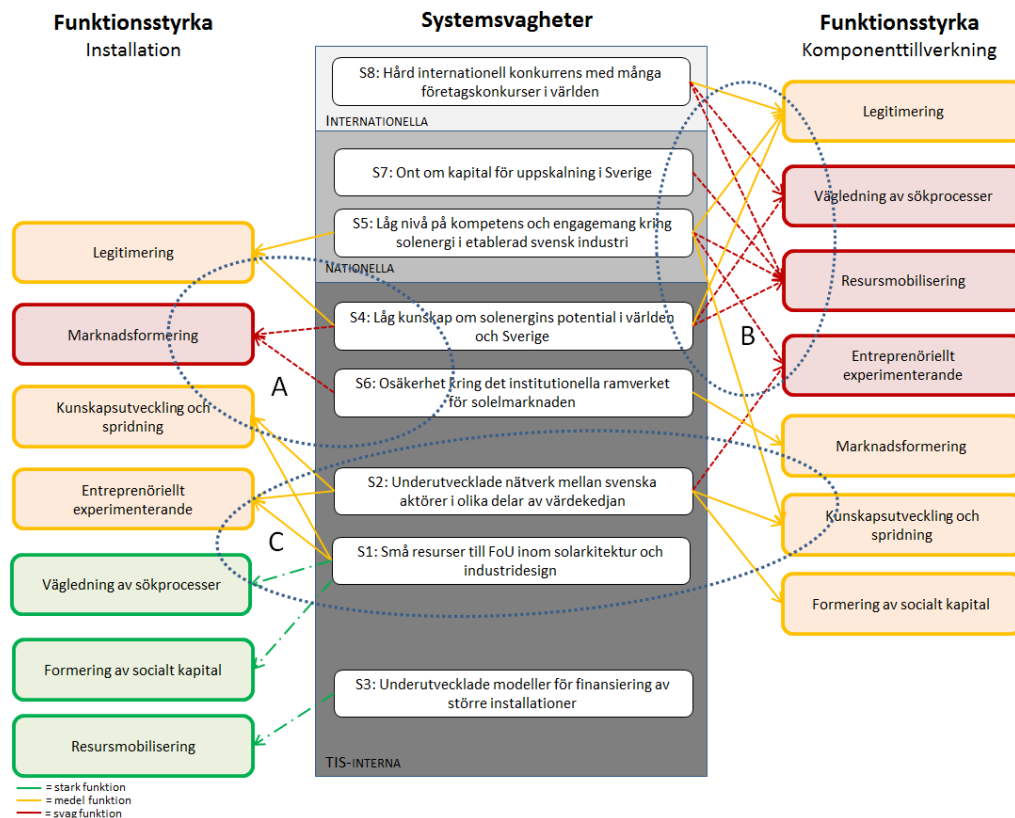 Funktionsstyrka
Installation
Systemsvagheter
Funktionsstyrka
Komponenttillverkning
S8: Hård internationell konkurrens med många
företagskonkurser i världen
INTERNATIONELLA
S7: Ont om kapital för uppskalning i Sverige
S5: Låg nivå på kompetens och engagemang kring
solenergi i etablerad svensk industri
NATIONELLA
S4: Låg kunskap om solenergins potential i världen
och Sverige
S6: Osäkerhet kring det institutionella ramverket
för solelmarknaden
S2: Underutvecklade nätverk mellan svenska
aktörer i olika delar av värdekedjan
S1: Små resurser till FoU inom solarkitektur och
industridesign
S3: Underutvecklade modeller för finansiering av
större installationer
TIS-INTERNA
Legitimering
Marknadsformering
Kunskapsutveckling och
spridning
Entreprenöriellt
experimenterande
Vägledning av sökprocesser
Formering av socialt kapital
Resursmobilisering
A
C
B
Legitimering
Vägledning av sökprocesser
Resursmobilisering
Entreprenöriellt
experimenterande
Marknadsformering
Kunskapsutveckling och
spridning
Formering av socialt kapital
= stark funktion
= medel funktion
= svag funktion